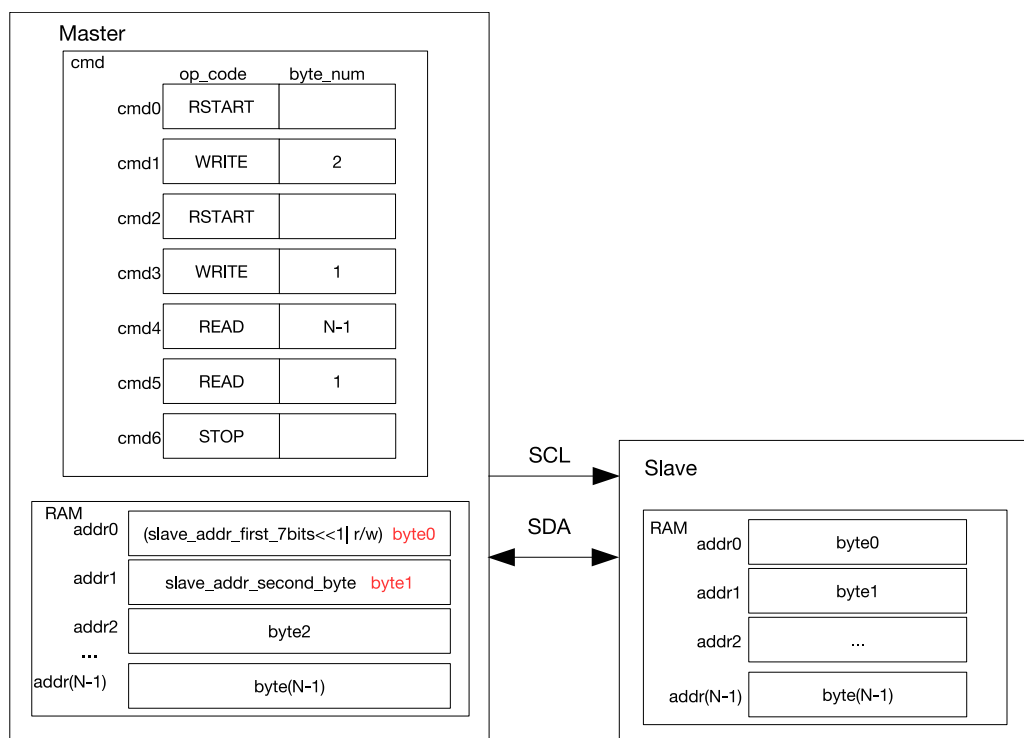 Master
cmd
op_code byte_num
cmd0 RSTART
cmd1 WRITE 2
cmd2 RSTART
cmd3 WRITE 1
cmd4 READ N-1
cmd5 READ 1
cmd6 STOP
SCL
SDA
RAM
addr0 (slave_addr_first_7bits<<1| r/w) byte0
addr1 slave_addr_second_byte byte1
addr2 byte2
...
addr(N-1) byte(N-1)
Slave
RAM
addr0 byte0
addr1 byte1
addr2 ...
addr(N-1) byte(N-1)